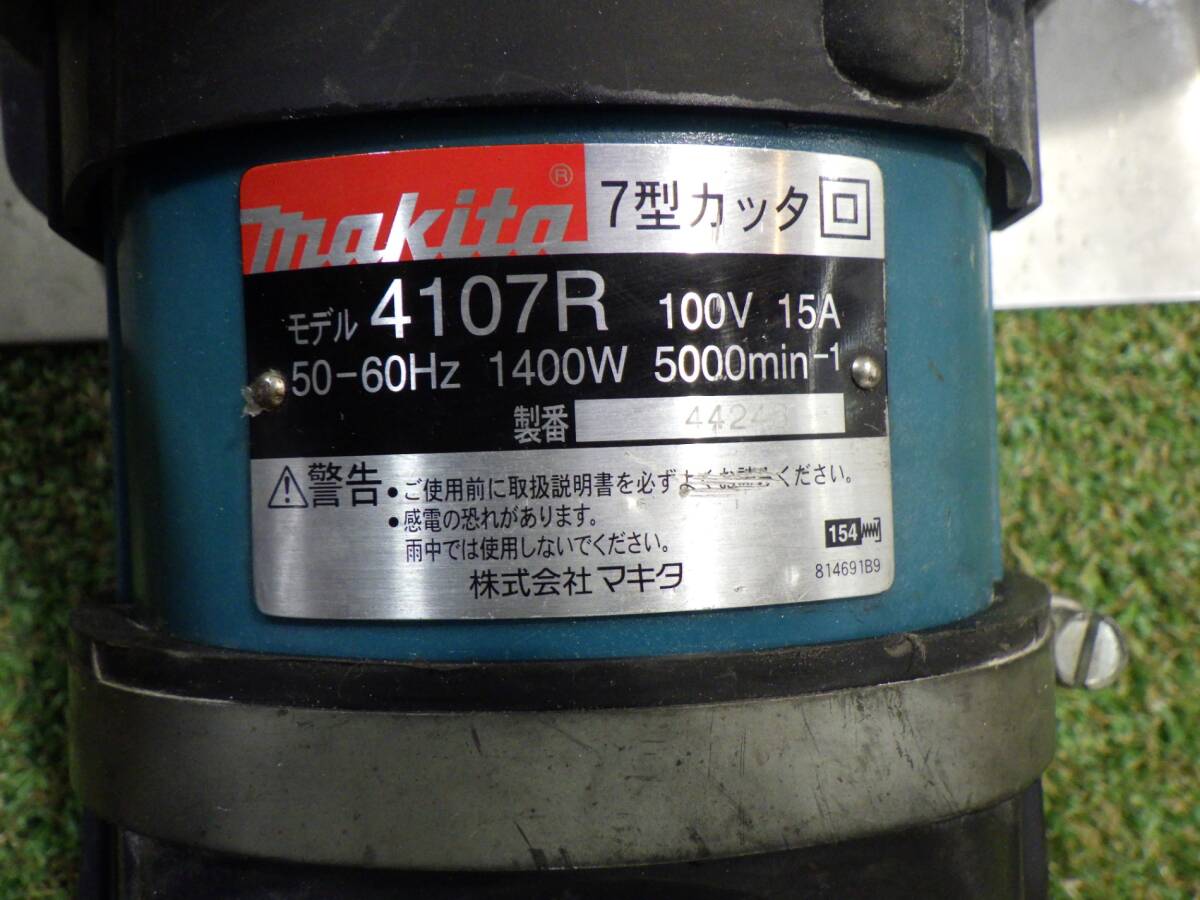 makita®
7型カッタ
モデル 4107R 100V 15A
50-60Hz 1400W 5000min-1
製番
警告 • ご使用前に取扱説明書を必ずよくお読みください。
• 感電の恐れがあります。
雨中では使用しないでください。
154
株式会社 マキタ
814691B9